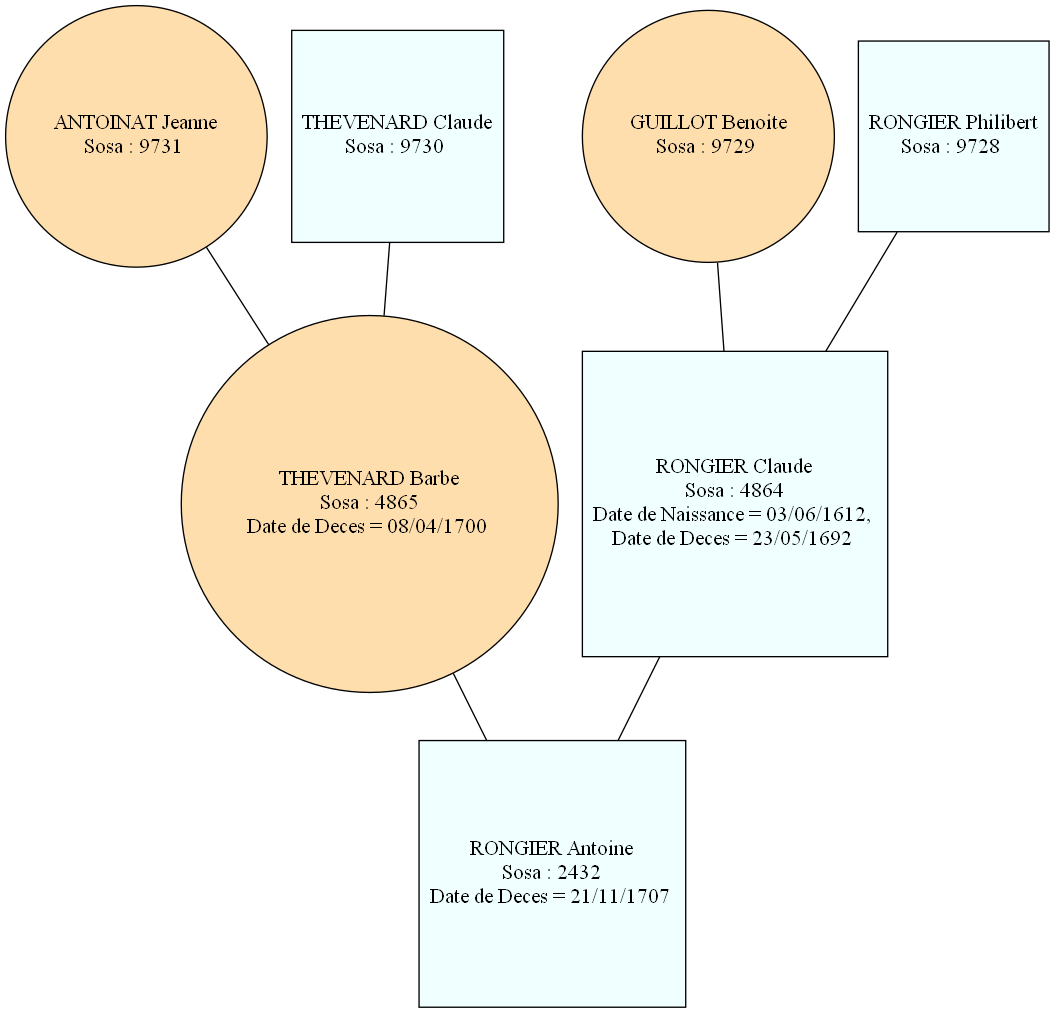 ANTOINAT Jeanne
Sosa : 9731
THEVENARD Claude
Sosa : 9730
GUILLOT Benoite
Sosa : 9729
RONGIER Philibert
Sosa : 9728
THEVENARD Barbe
Sosa : 4865
Date de Deces = 08/04/1700
RONGIER Claude
Sosa : 4864
Date de Naissance = 03/06/1612,
Date de Deces = 23/05/1692
RONGIER Antoine
Sosa : 2432
Date de Deces = 21/11/1707